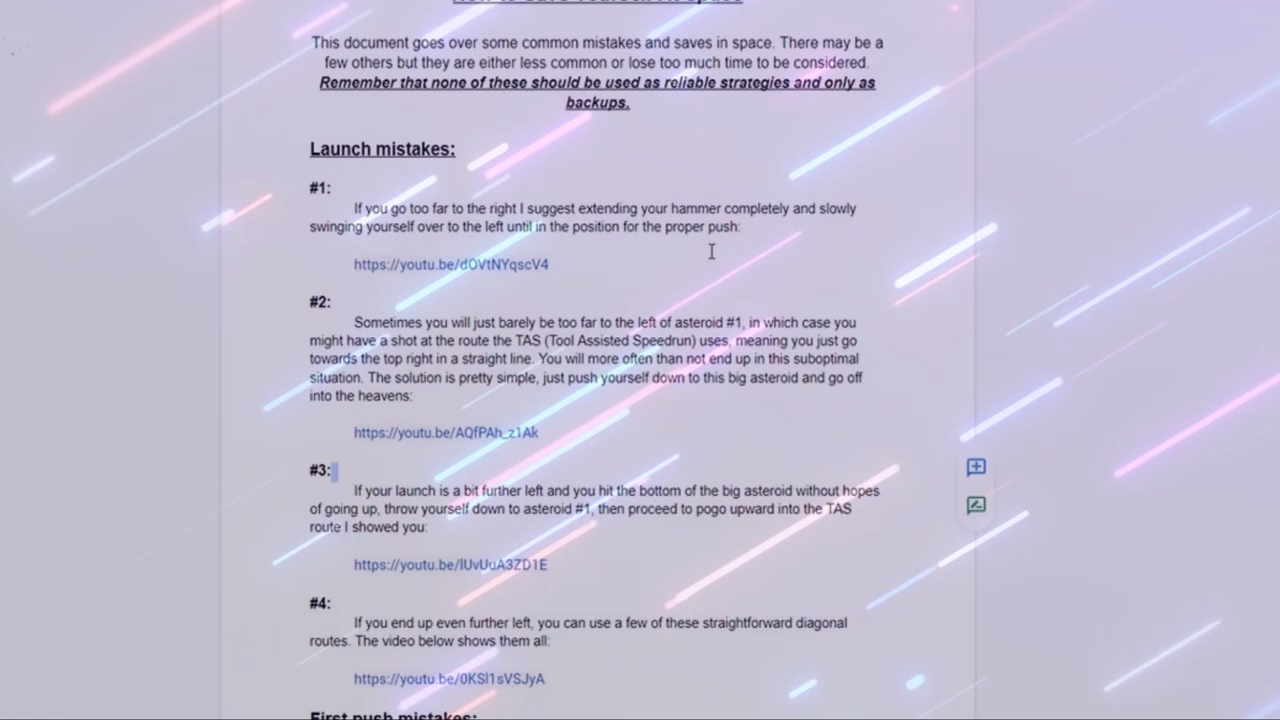 How to Save Yourself In Space
This document goes over some common mistakes and saves in space. There may be a
few others but they are either less common or lose too much time to be considered.
Remember that none of these should be used as reliable strategies and only as
backups.
Launch mistakes:
#1:
If you go too far to the right I suggest extending your hammer completely and slowly
swinging yourself over to the left until in the position for the proper push:
https://youtu.be/dOVtNYqscV4
#2:
Sometimes you will just barely be too far to the left of asteroid #1, in which case you
might have a shot at the route the TAS (Tool Assisted Speedrun) uses, meaning you just go
towards the top right in a straight line. You will more often than not end up in this suboptimal
situation. The solution is pretty simple, just push yourself down to this big asteroid and go off
into the heavens:
https://youtu.be/AQfPAh_z1Ak
#3:
If your launch is a bit further left and you hit the bottom of the big asteroid without hopes
of going up, throw yourself down to asteroid #1, then proceed to pogo upward into the TAS
route I showed you:
https://youtu.be/lUvUuA3ZD1E
#4:
If you end up even further left, you can use a few of these straightforward diagonal
routes. The video below shows them all:
https://youtu.be/0KSl1sVSJyA
First push mistakes: